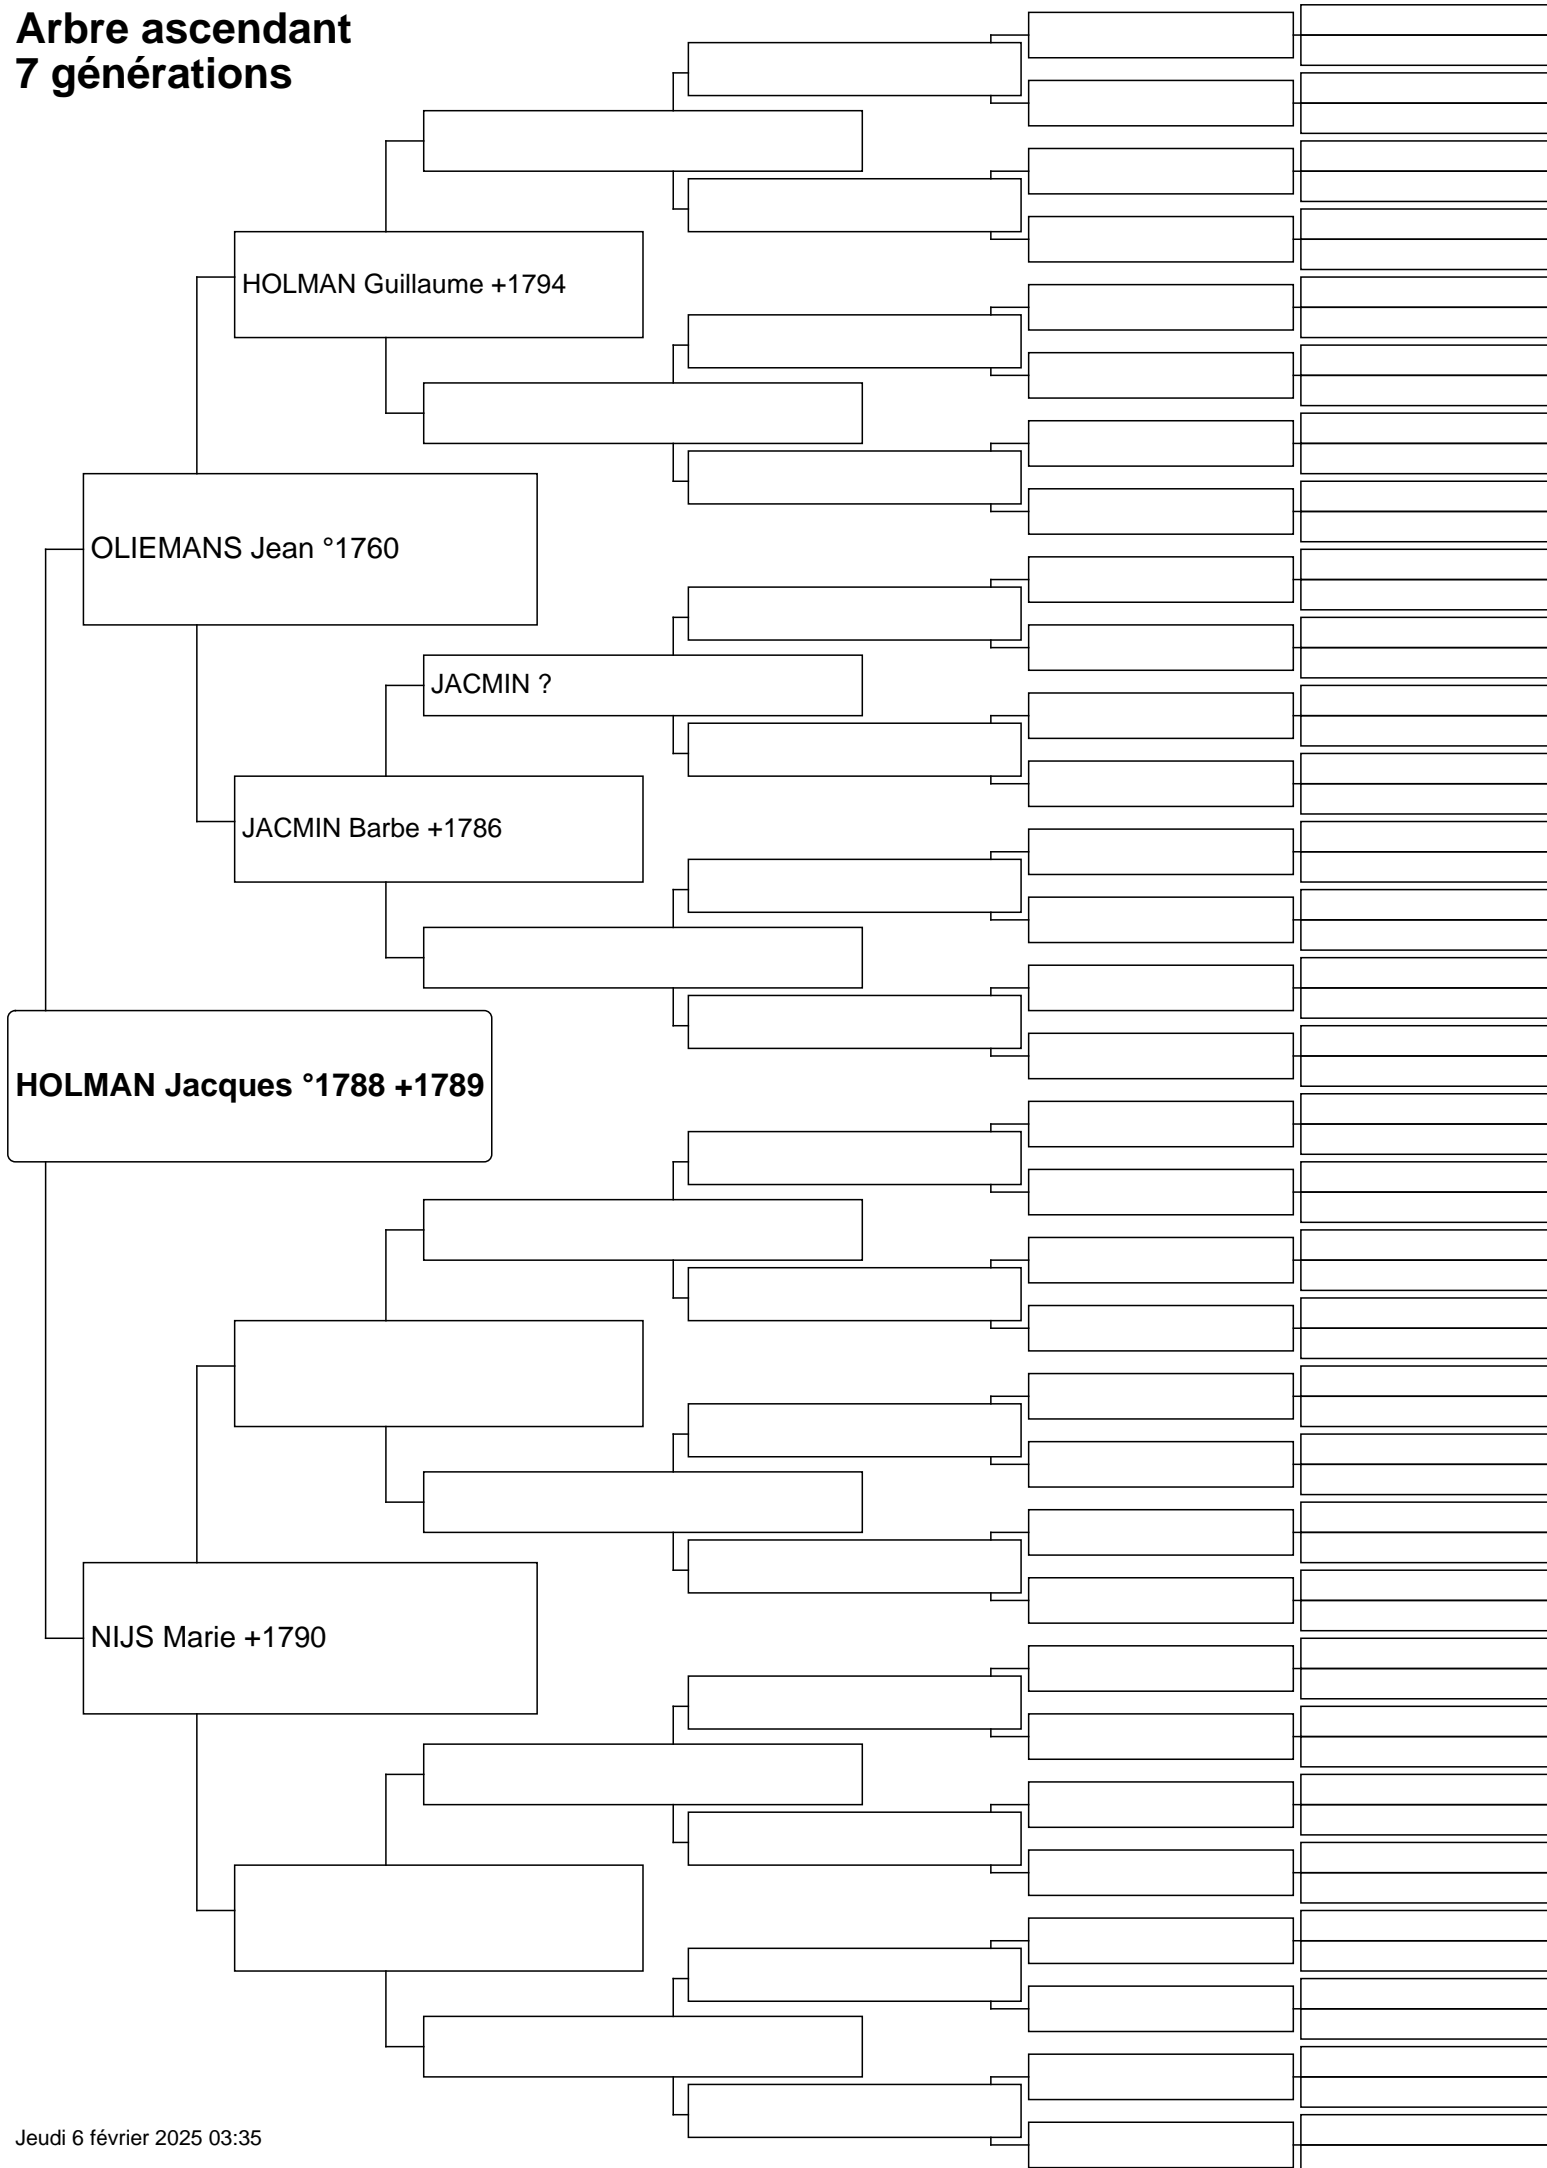 Arbre ascendant
7 générations
HOLMAN Guillaume +1794
OLIEMANS Jean °1760
JACMIN ?
JACMIN Barbe +1786
HOLMAN Jacques °1788 +1789
NIJS Marie +1790
Jeudi 6 février 2025 03:35